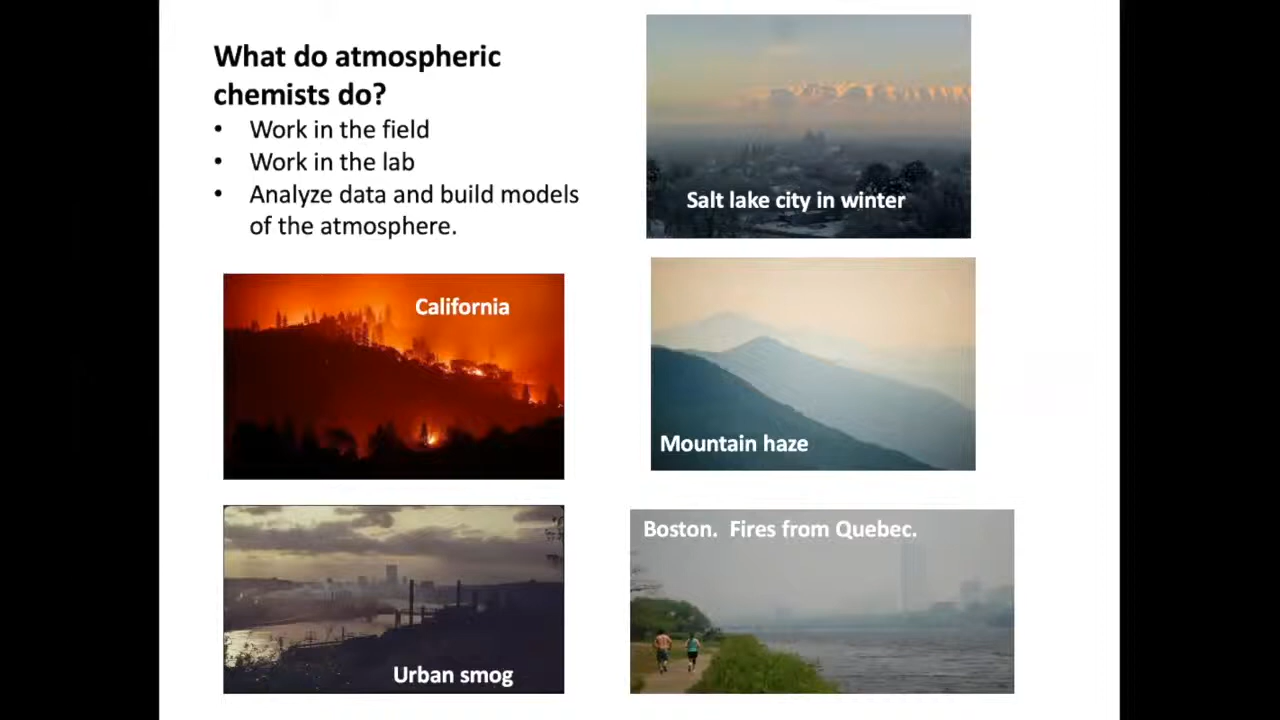 What do atmospheric
chemists do?
• Work in the field
• Work in the lab
• Analyze data and build models
of the atmosphere.
Salt lake city in winter
California
Mountain haze
Urban smog
Boston. Fires from Quebec.